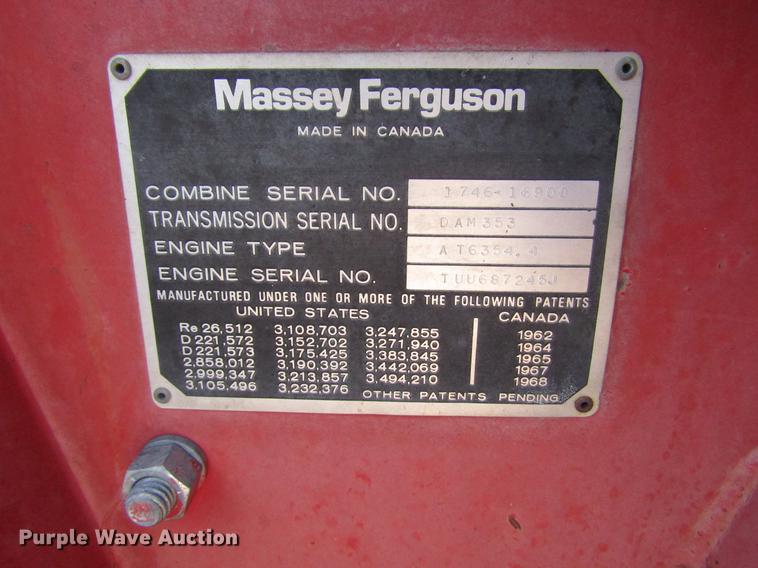 Massey Ferguson
MADE IN CANADA
COMBINE SERIAL NO. 1746-16900
TRANSMISSION SERIAL NO. DAM353
ENGINE TYPE AT6354.4
ENGINE SERIAL NO. TUU687245J
MANUFACTURED UNDER ONE OR MORE OF THE FOLLOWING PATENTS
UNITED STATES CANADA
Re 26,512 3,108,703 3,247,855 1962
D 221,572 3,152,702 3,271,940 1964
D 221,573 3,175,425 3,383,845 1965
2,858,012 3,190,392 3,442,069 1967
2,999,347 3,213,857 3,494,210 1968
3,105,496 3,232,376 OTHER PATENTS PENDING
Purple Wave Auction